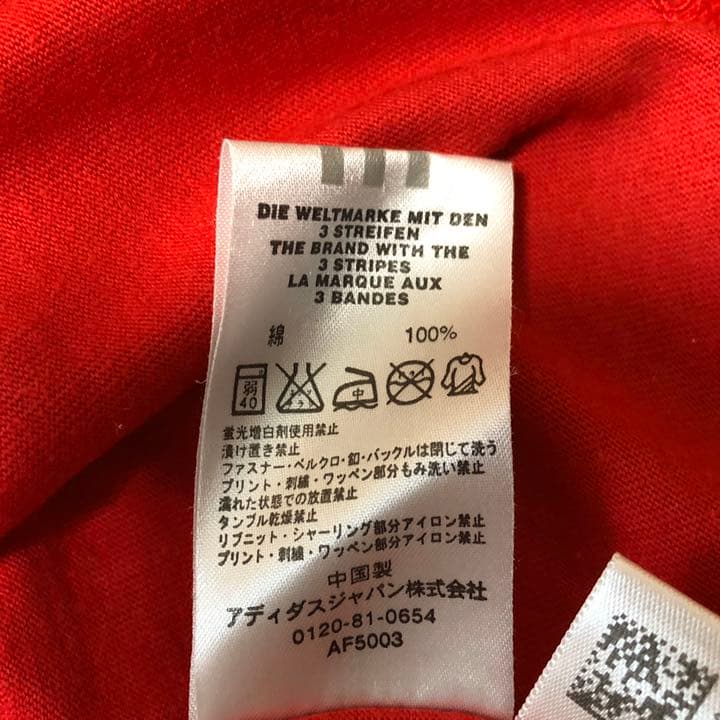 DIE WELTMARKE MIT DEN
3 STREIFEN
THE BRAND WITH THE
3 STRIPES
LA MARQUE AUX
3 BANDES
綿 100%
弱 40 中
蛍光増白剤使用禁止
漬け置き禁止
ファスナー・ベルクロ・釦・バックルは閉じて洗う
プリント・刺繍・ワッペン部分もみ洗い禁止
濡れた状態での放置禁止
タンブル乾燥禁止
リブニット・シャーリング部分アイロン禁止
プリント・刺繍・ワッペン部分アイロン禁止
中国製
アディダスジャパン株式会社
0120-81-0654
AF5003